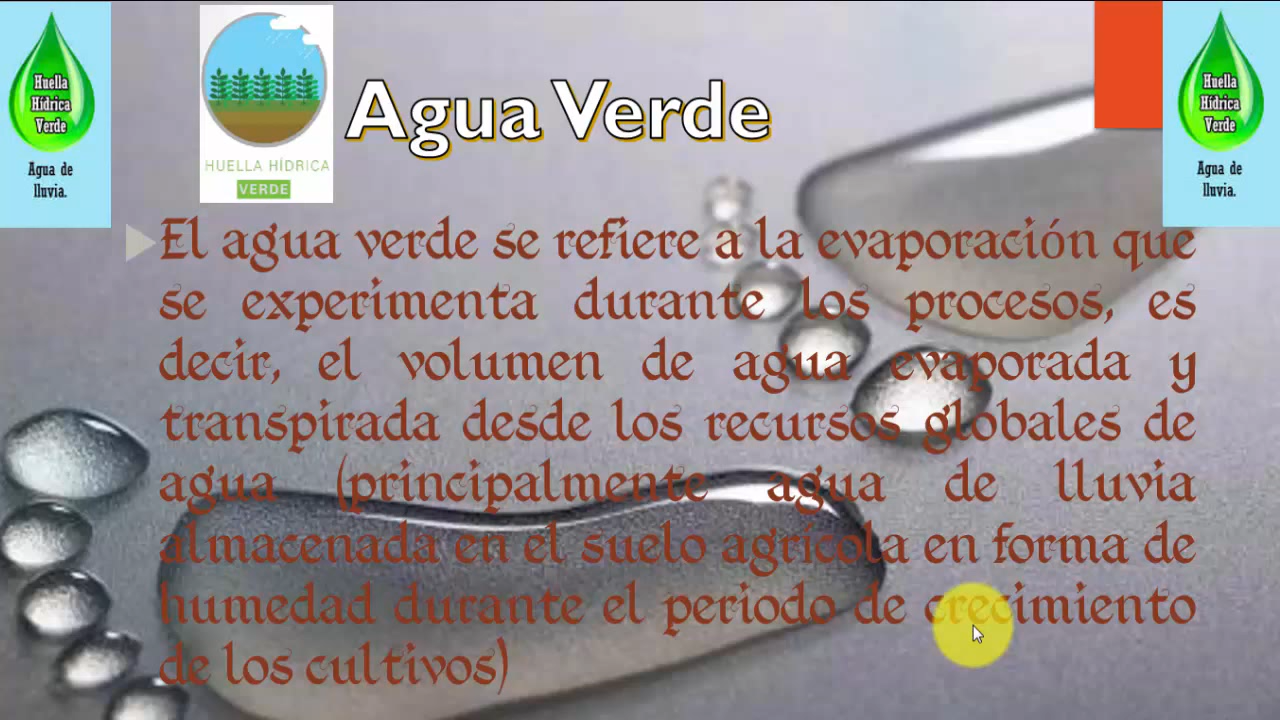 Huella
Hídrica
Verde
Agua de
lluvia.
HUELLA HÍDRICA
VERDE
Agua Verde
Huella
Hídrica
Verde
Agua de
lluvia.
El agua verde se refiere a la evaporación que
se experimenta durante los procesos, es
decir, el volumen de agua evaporada y
transpirada desde los recursos globales de
agua (principalmente agua de lluvia
almacenada en el suelo agrícola en forma de
humedad durante el periodo de crecimiento
de los cultivos)